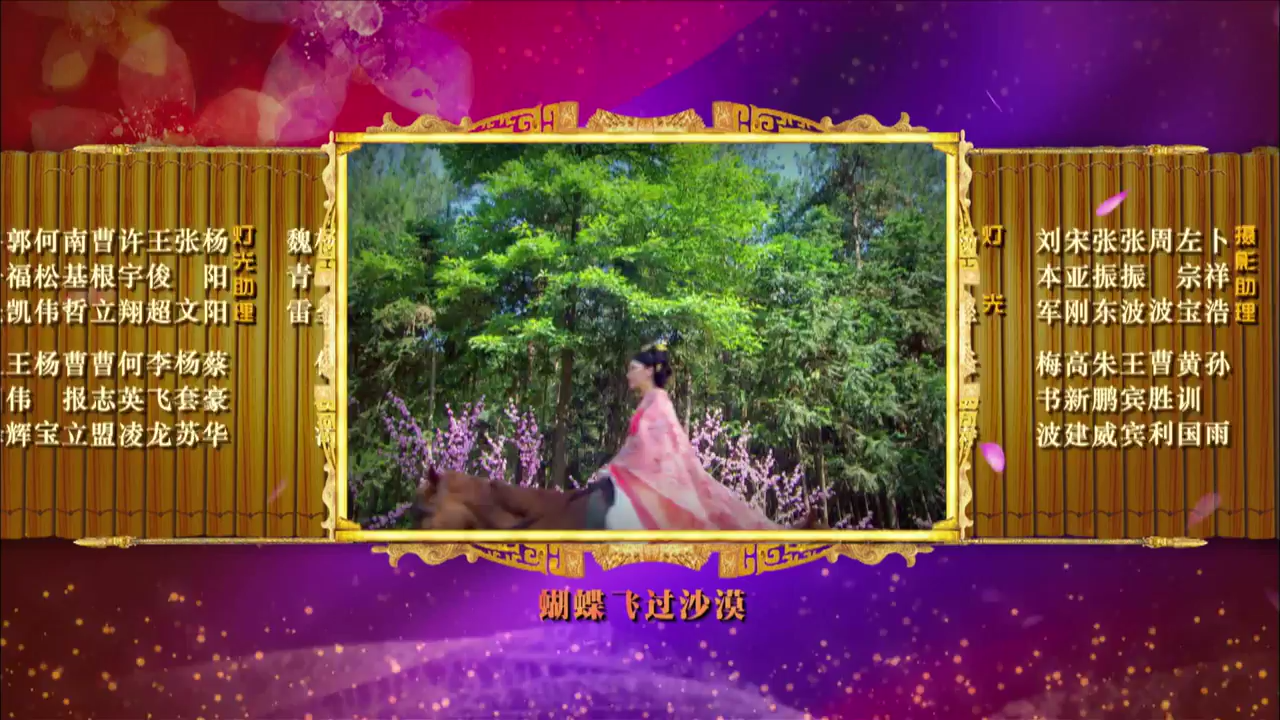 摄影助理
卜祥浩
左宗宝
周波
张振波
张振东
宋亚刚
刘本军
孙雨
黄训国
曹胜利
王宾宾
朱鹏威
高新建
梅书波
灯光
魏青雷
灯光助理
杨阳阳
张文
王俊超
许宇翔
曹根立
南基哲
何松伟
郭福凯
蔡豪华
杨套苏
李飞龙
何英凌
曹志盟
曹报立
杨宝
王伟辉
蝴蝶飞过沙漠